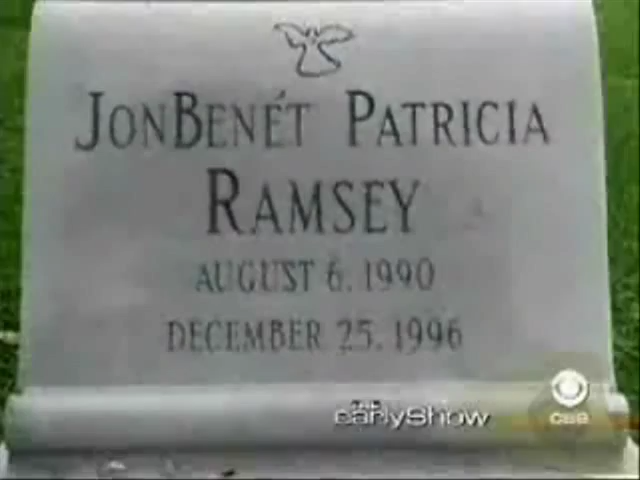 JONBENÉT PATRICIA
RAMSEY
AUGUST 6. 1990
DECEMBER 25. 1996
THE
earlyShow
CBS